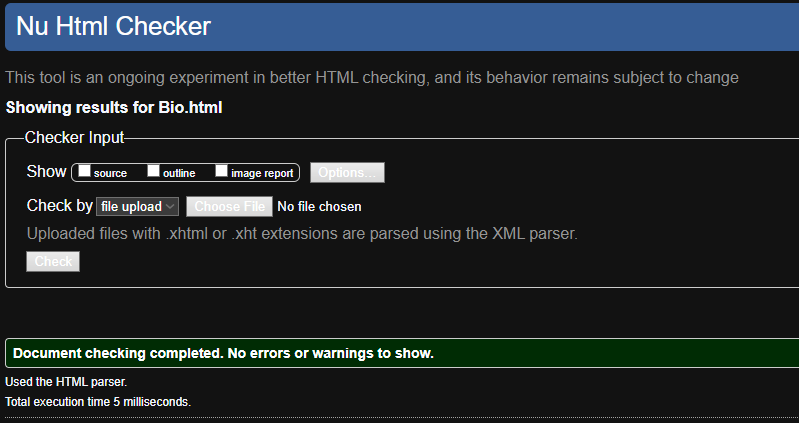 Nu Html Checker
This tool is an ongoing experiment in better HTML checking, and its behavior remains subject to change
Showing results for Bio.html
Checker Input
Show source outline image report Options...
Check by file upload Choose File No file chosen
Uploaded files with .xhtml or .xht extensions are parsed using the XML parser.
Check
Document checking completed. No errors or warnings to show.
Used the HTML parser.
Total execution time 5 milliseconds.